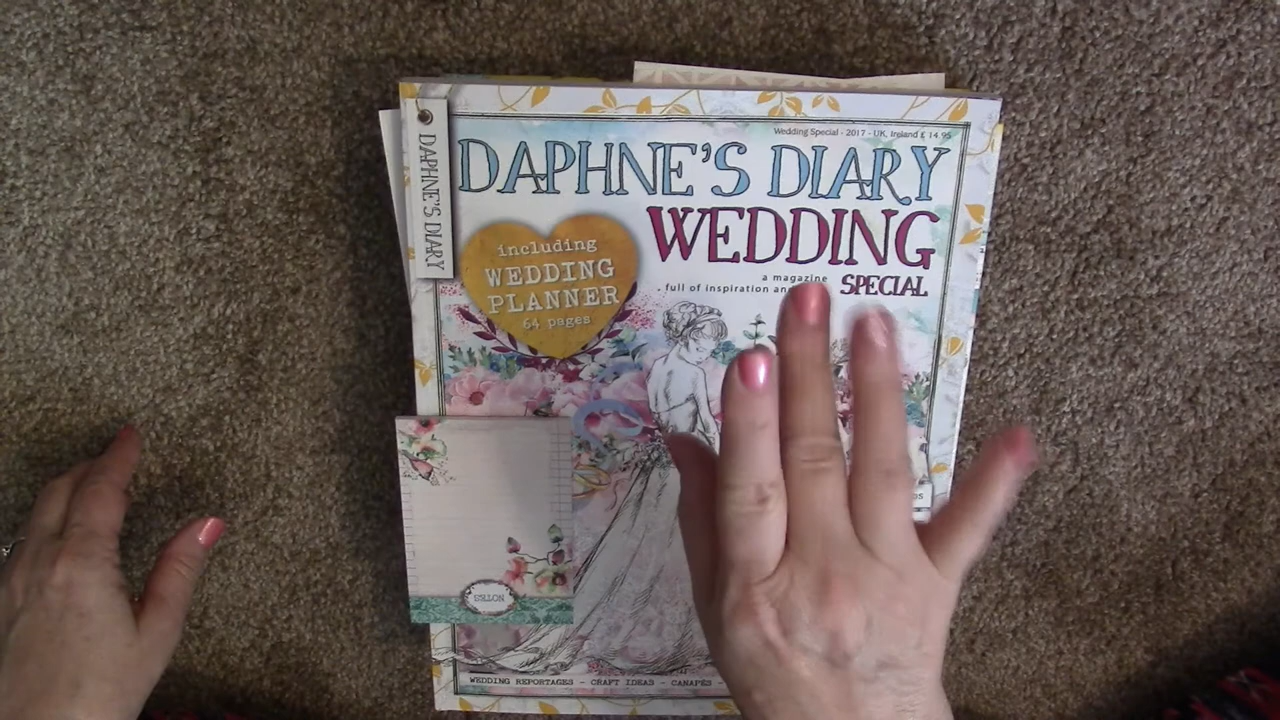 Wedding Special - 2017 - UK, Ireland £ 14.95
DAPHNE'S DIARY
DAPHNE'S DIARY
WEDDING
SPECIAL
a magazine
full of inspiration
including
WEDDING
PLANNER
64 pages
NOTES
WEDDING REPORTAGES - CRAFT IDEAS - CANAPÉS -